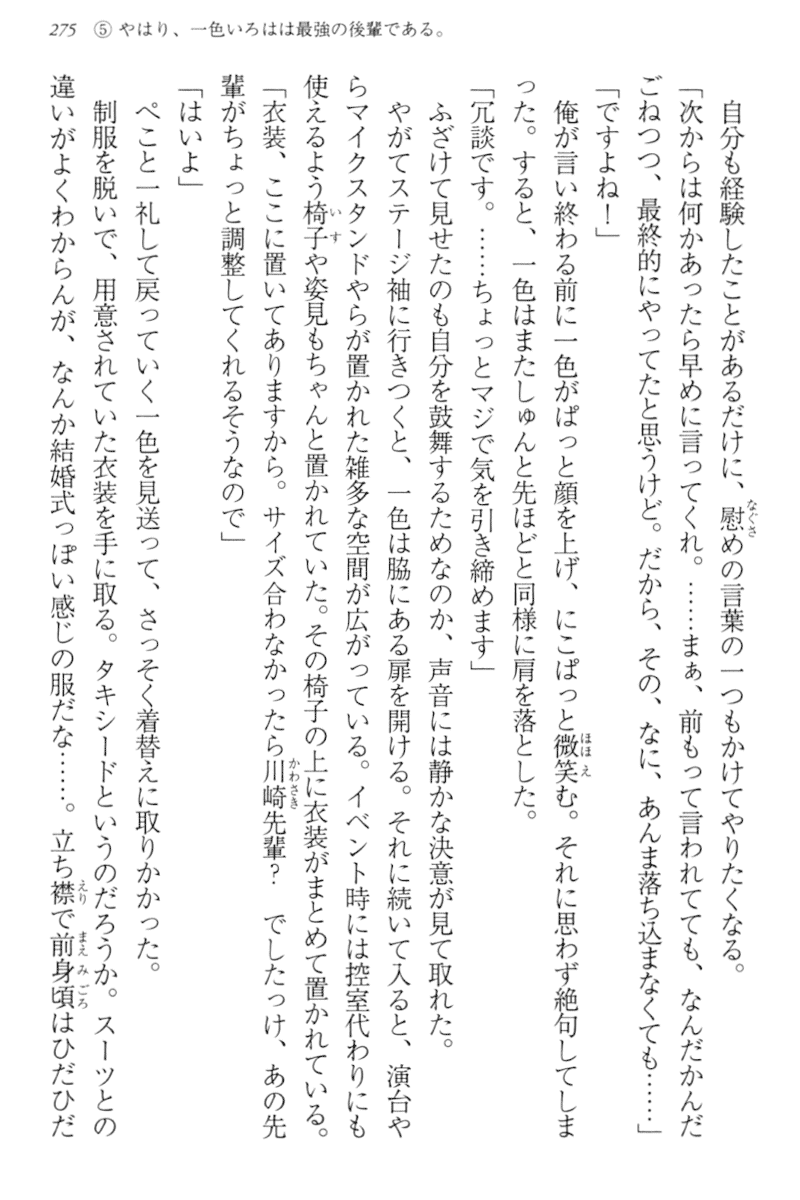 275 ⑤ やはり、一色いろはは最強の後輩である。
自分も経験したことがあるだけに、慰めの言葉の一つもかけてやりたくなる。
「次からは何かあったら早めに言ってくれ。……まぁ、前もって言われてても、なんだかんだ
ごねつつ、最終的にやってたと思うけど。だから、その、なに、あんま落ち込まなくても……」
「ですよね！」
俺が言い終わる前に一色がぱっと顔を上げ、にこぱっと微笑む。それに思わず絶句してしま
った。すると、一色はまたしゅんと先ほどと同様に肩を落とした。
「冗談です。……ちょっとマジで気を引き締めます」
ふざけて見せたのも自分を鼓舞するためなのか、声音には静かな決意が見て取れた。
やがてステージ袖に行きつくと、一色は脇にある扉を開ける。それに続いて入ると、演台や
らマイクスタンドやらが置かれた雑多な空間が広がっている。イベント時には控室代わりにも
使えるよう椅子や姿見もちゃんと置かれていた。その椅子の上に衣装がまとめて置かれている。
「衣装、ここに置いてありますから。サイズ合わなかったら川崎先輩？　でしたっけ、あの先
輩がちょっと調整してくれるそうなので」
「はいよ」
ぺこと一礼して戻っていく一色を見送って、さっそく着替えに取りかかった。
制服を脱いで、用意されていた衣装を手に取る。タキシードというのだろうか。スーツとの
違いがよくわからんが、なんか結婚式っぽい感じの服だな……。立ち襟で前身頃はひだひだ